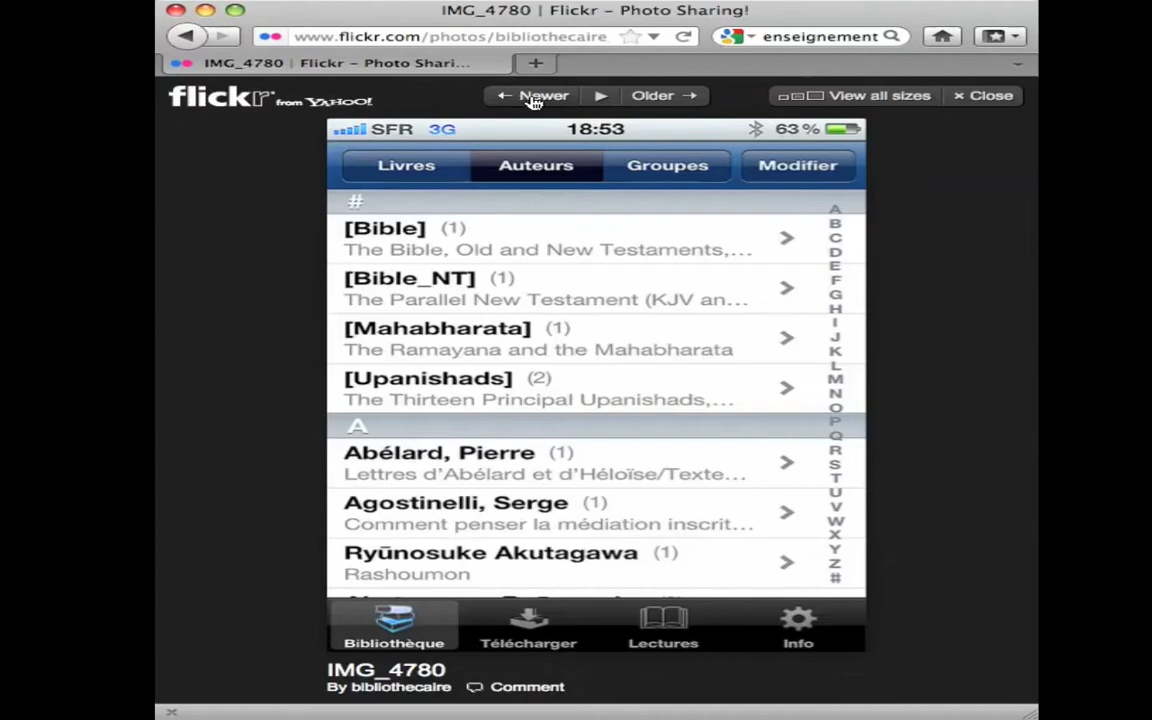 IMG_4780 | Flickr - Photo Sharing!
www.flickr.com/photos/bibliothecaire
enseignement
IMG_4780 | Flickr - Photo Shari...
flickr from YAHOO!
← Newer
Older →
View all sizes
× Close
SFR 3G
18:53
63 %
Livres
Auteurs
Groupes
Modifier
#
[Bible] (1)
The Bible, Old and New Testaments,...
[Bible_NT] (1)
The Parallel New Testament (KJV an...
[Mahabharata] (1)
The Ramayana and the Mahabharata
[Upanishads] (2)
The Thirteen Principal Upanishads,...
A
Abélard, Pierre (1)
Lettres d’Abélard et d’Héloïse/Texte...
Agostinelli, Serge (1)
Comment penser la médiation inscrit...
Ryūnosuke Akutagawa (1)
Rashoumon
A
B
C
D
E
F
G
H
I
J
K
L
M
N
O
P
Q
R
S
T
U
V
W
X
Y
Z
#
Bibliothèque
Télécharger
Lectures
Info
IMG_4780
By bibliothecaire
Comment